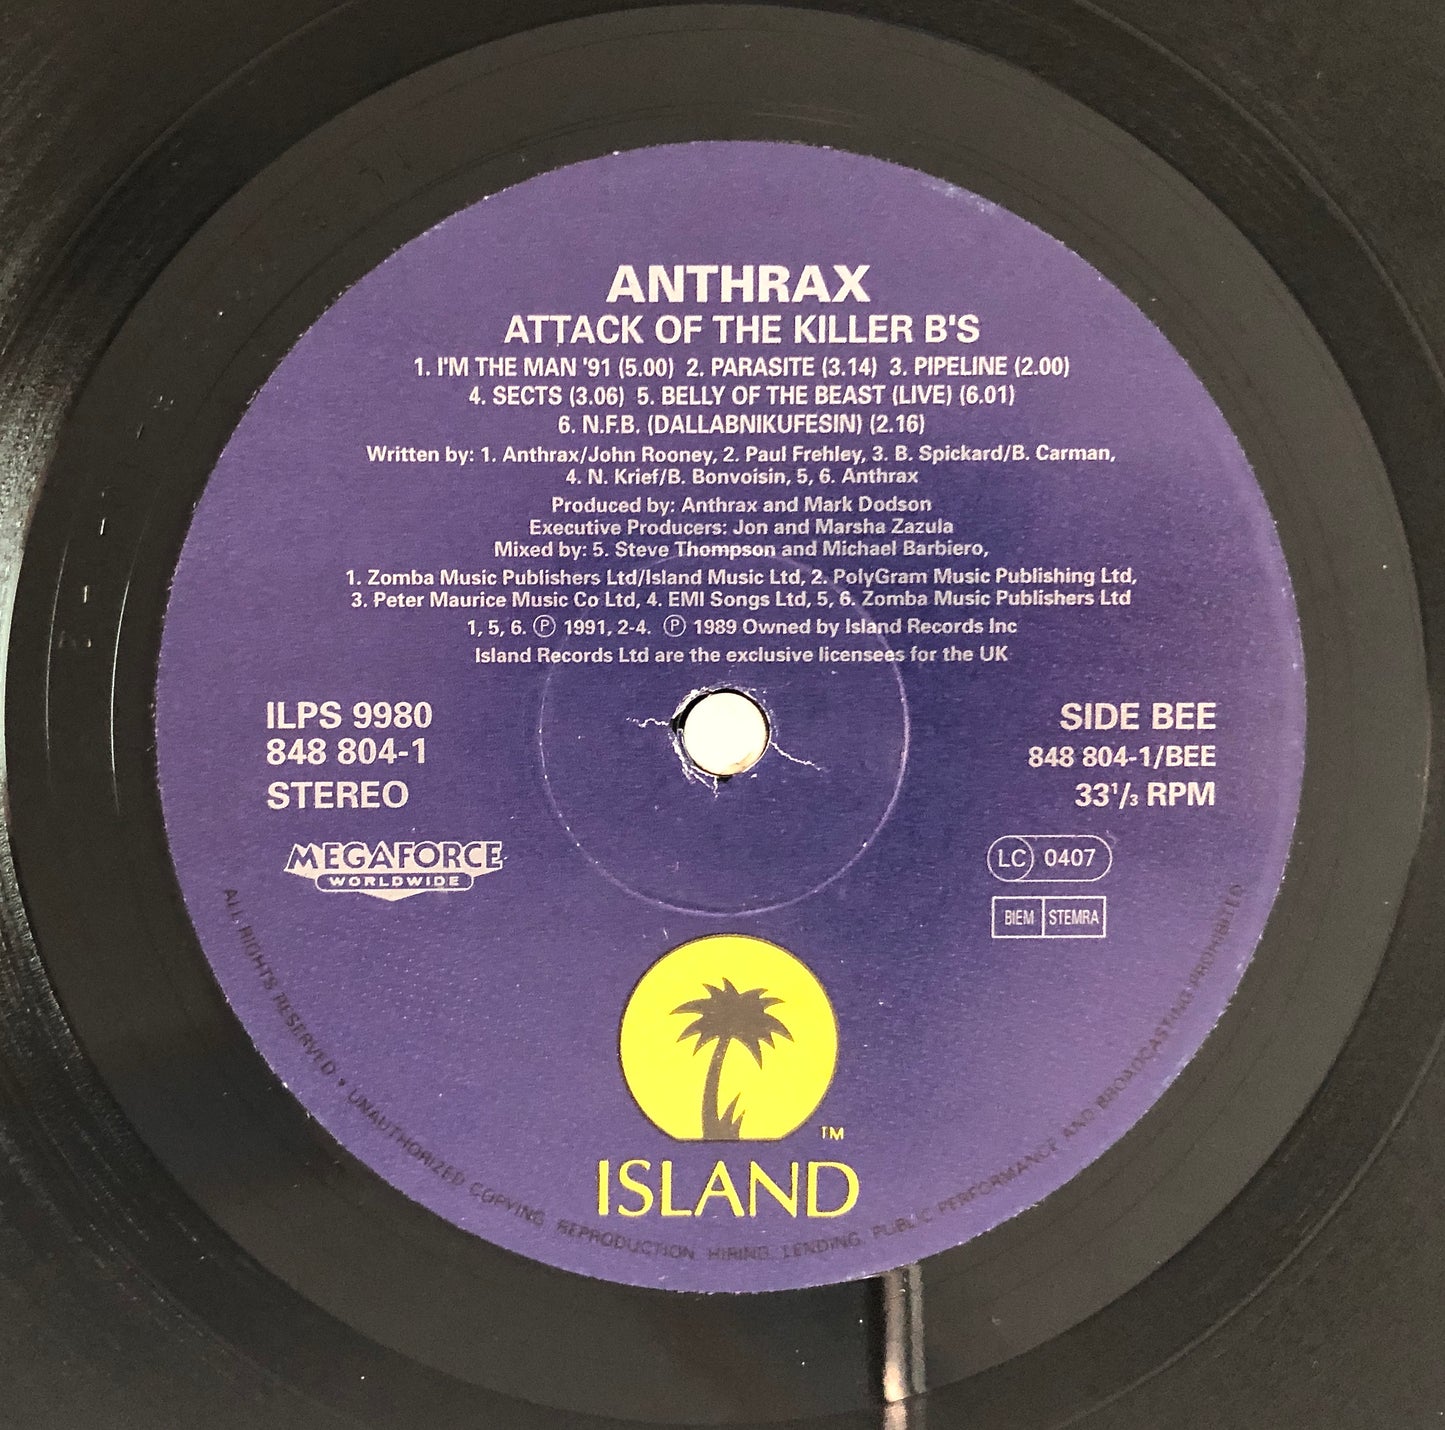 ANTHRAX
ATTACK OF THE KILLER B'S
1. I'M THE MAN '91 (5.00) 2. PARASITE (3.14) 3. PIPELINE (2.00)
4. SECTS (3.06) 5. BELLY OF THE BEAST (LIVE) (6.01)
6. N.F.B. (DALLABNIKUFESIN) (2.16)
Written by: 1. Anthrax/John Rooney, 2. Paul Frehley, 3. B. Spickard/B. Carman,
4. N. Krief/B. Bonvoisin, 5, 6. Anthrax
Produced by: Anthrax and Mark Dodson
Executive Producers: Jon and Marsha Zazula
Mixed by: 5. Steve Thompson and Michael Barbiero,
1. Zomba Music Publishers Ltd/Island Music Ltd, 2. PolyGram Music Publishing Ltd,
3. Peter Maurice Music Co Ltd, 4. EMI Songs Ltd, 5, 6. Zomba Music Publishers Ltd
1, 5, 6. ℗ 1991, 2-4. ℗ 1989 Owned by Island Records Inc
Island Records Ltd are the exclusive licensees for the UK
ILPS 9980
848 804-1
STEREO
SIDE BEE
848 804-1/BEE
33¹/₃ RPM
MEGAFORCE
WORLDWIDE
LC 0407
BIEM STEMRA
TM
ISLAND
ALL RIGHTS RESERVED • UNAUTHORIZED COPYING REPRODUCTION HIRING LENDING PUBLIC PERFORMANCE AND BROADCASTING PROHIBITED